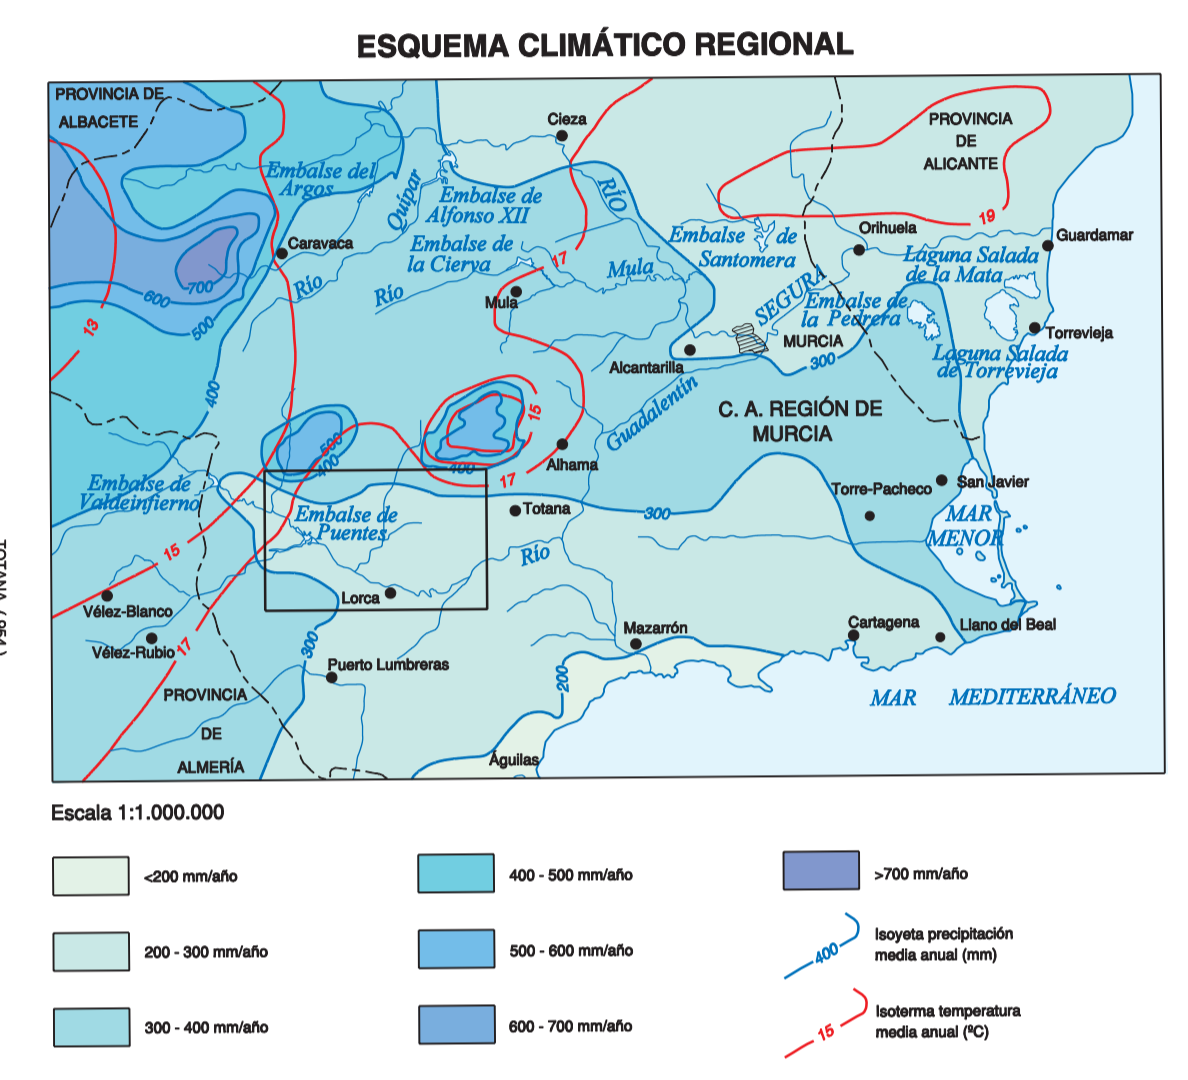 ESQUEMA CLIMÁTICO REGIONAL
PROVINCIA DE
ALBACETE
Cieza
PROVINCIA
DE
ALICANTE
Embalse del
Argos
Quípar
Embalse de
Alfonso XII
RÍO
19
Caravaca
Embalse de
la Cierva
17
Mula
Embalse de
Santomera
Orihuela
Guardamar
Laguna Salada
de la Mata
700
600
500
13
Río
Río
Mula
SEGURA
Embalse de
la Pedrera
Torrevieja
MURCIA
Laguna Salada
de Torrevieja
Alcantarilla
300
400
Guadalentín
C. A. REGIÓN DE
MURCIA
15
500
400
400
Alhama
17
Embalse de
Valdeinfierno
Totana
300
Torre-Pacheco
San Javier
MAR
MENOR
Embalse de
Puentes
Río
15
Lorca
Vélez-Blanco
Vélez-Rubio
17
300
Puerto Lumbreras
Mazarrón
Cartagena
Llano del Beal
200
PROVINCIA
DE
ALMERÍA
Águilas
MAR MEDITERRÁNEO
TOTANA (954)
Escala 1:1.000.000
<200 mm/año
400 - 500 mm/año
>700 mm/año
200 - 300 mm/año
500 - 600 mm/año
400
Isoyeta precipitación
media anual (mm)
300 - 400 mm/año
600 - 700 mm/año
15
Isoterma temperatura
media anual (ºC)